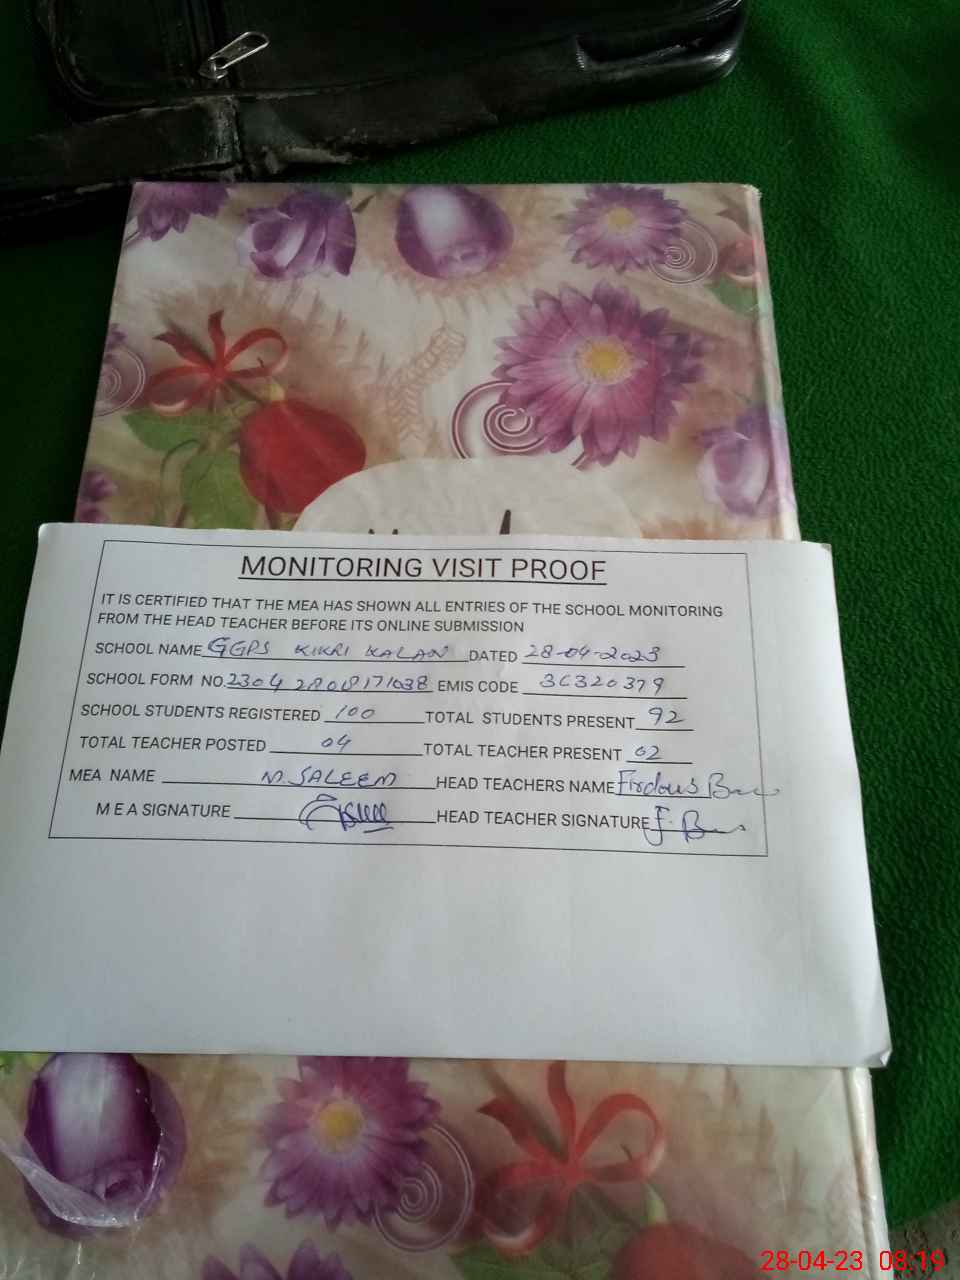 MONITORING VISIT PROOF
IT IS CERTIFIED THAT THE MEA HAS SHOWN ALL ENTRIES OF THE SCHOOL MONITORING
FROM THE HEAD TEACHER BEFORE ITS ONLINE SUBMISSION
SCHOOL NAME GGPS KIKRI KALAN DATED 28-04-2023
SCHOOL FORM NO. 2304 2808171038 EMIS CODE 36320379
SCHOOL STUDENTS REGISTERED 100 TOTAL STUDENTS PRESENT 92
TOTAL TEACHER POSTED 04 TOTAL TEACHER PRESENT 02
MEA NAME M SALEEM HEAD TEACHERS NAME Firdous
M E A SIGNATURE HEAD TEACHER SIGNATURE F.
28-04-23 08:19